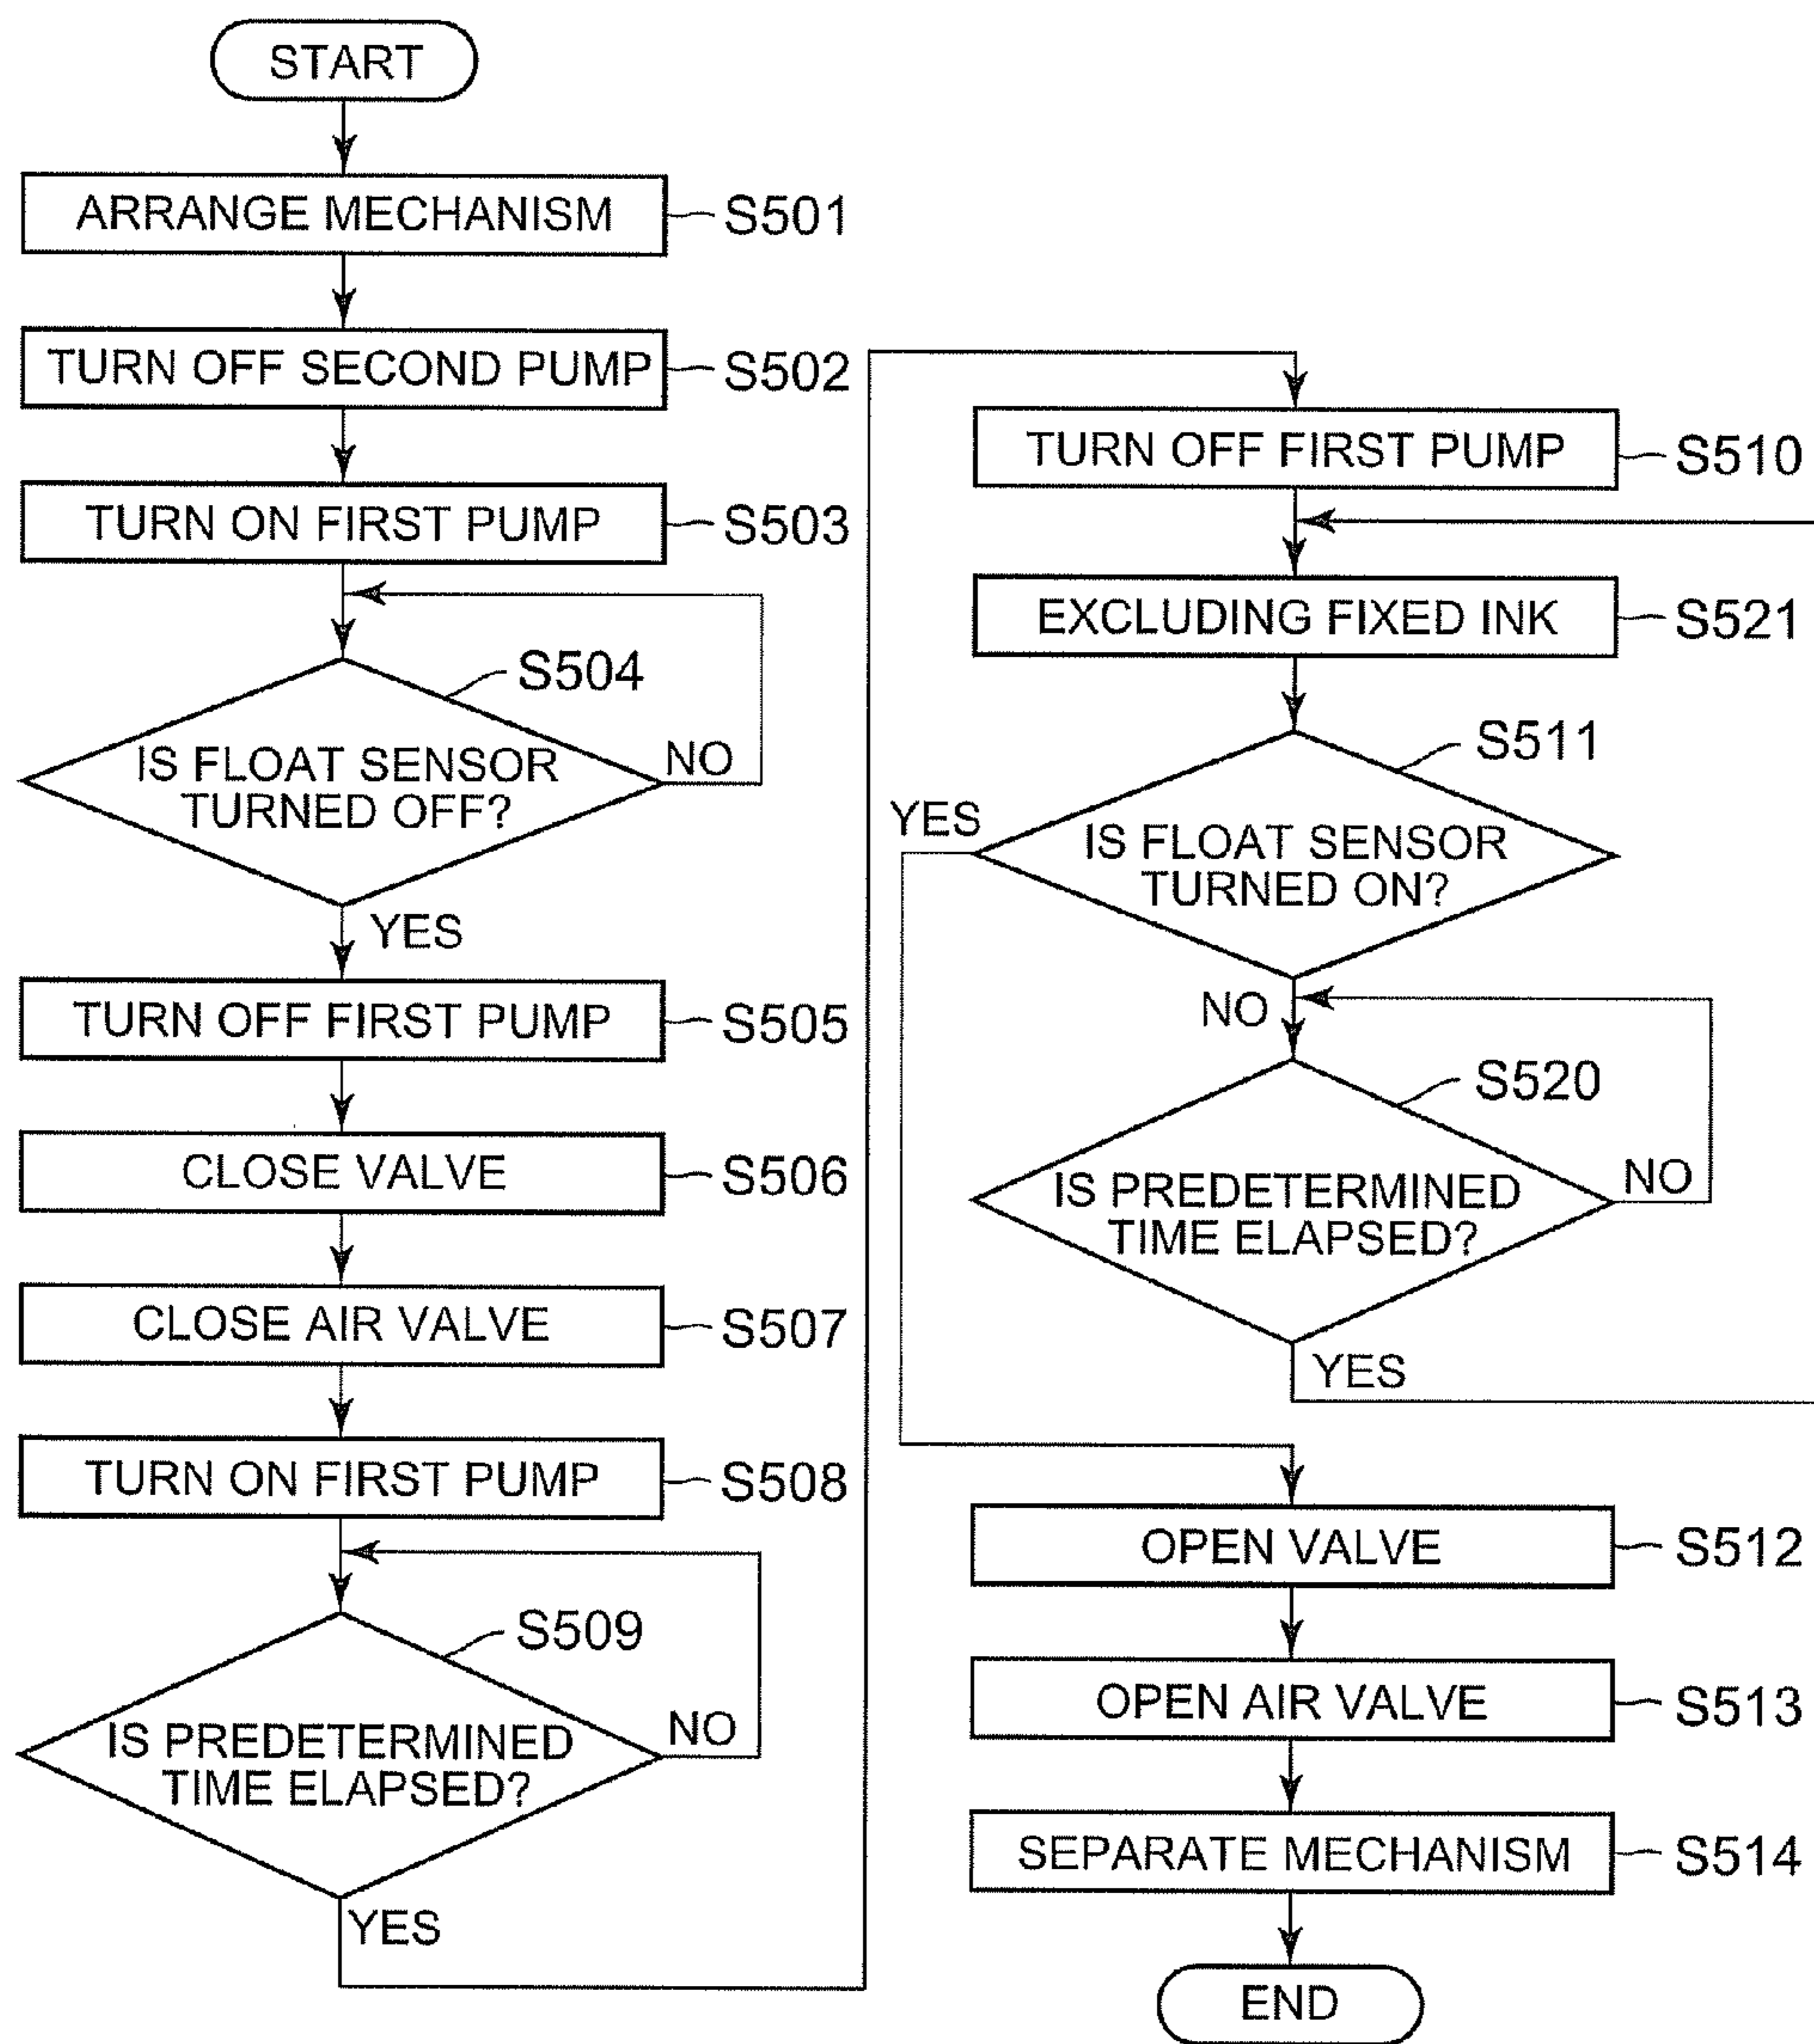 START
ARRANGE MECHANISM S501
TURN OFF SECOND PUMP S502
TURN ON FIRST PUMP S503
S504
IS FLOAT SENSOR
TURNED OFF?
NO
YES
TURN OFF FIRST PUMP S505
CLOSE VALVE S506
CLOSE AIR VALVE S507
TURN ON FIRST PUMP S508
S509
IS PREDETERMINED
TIME ELAPSED?
NO
YES
TURN OFF FIRST PUMP S510
EXCLUDING FIXED INK S521
S511
IS FLOAT SENSOR
TURNED ON?
YES
NO
S520
IS PREDETERMINED
TIME ELAPSED?
NO
YES
OPEN VALVE S512
OPEN AIR VALVE S513
SEPARATE MECHANISM S514
END